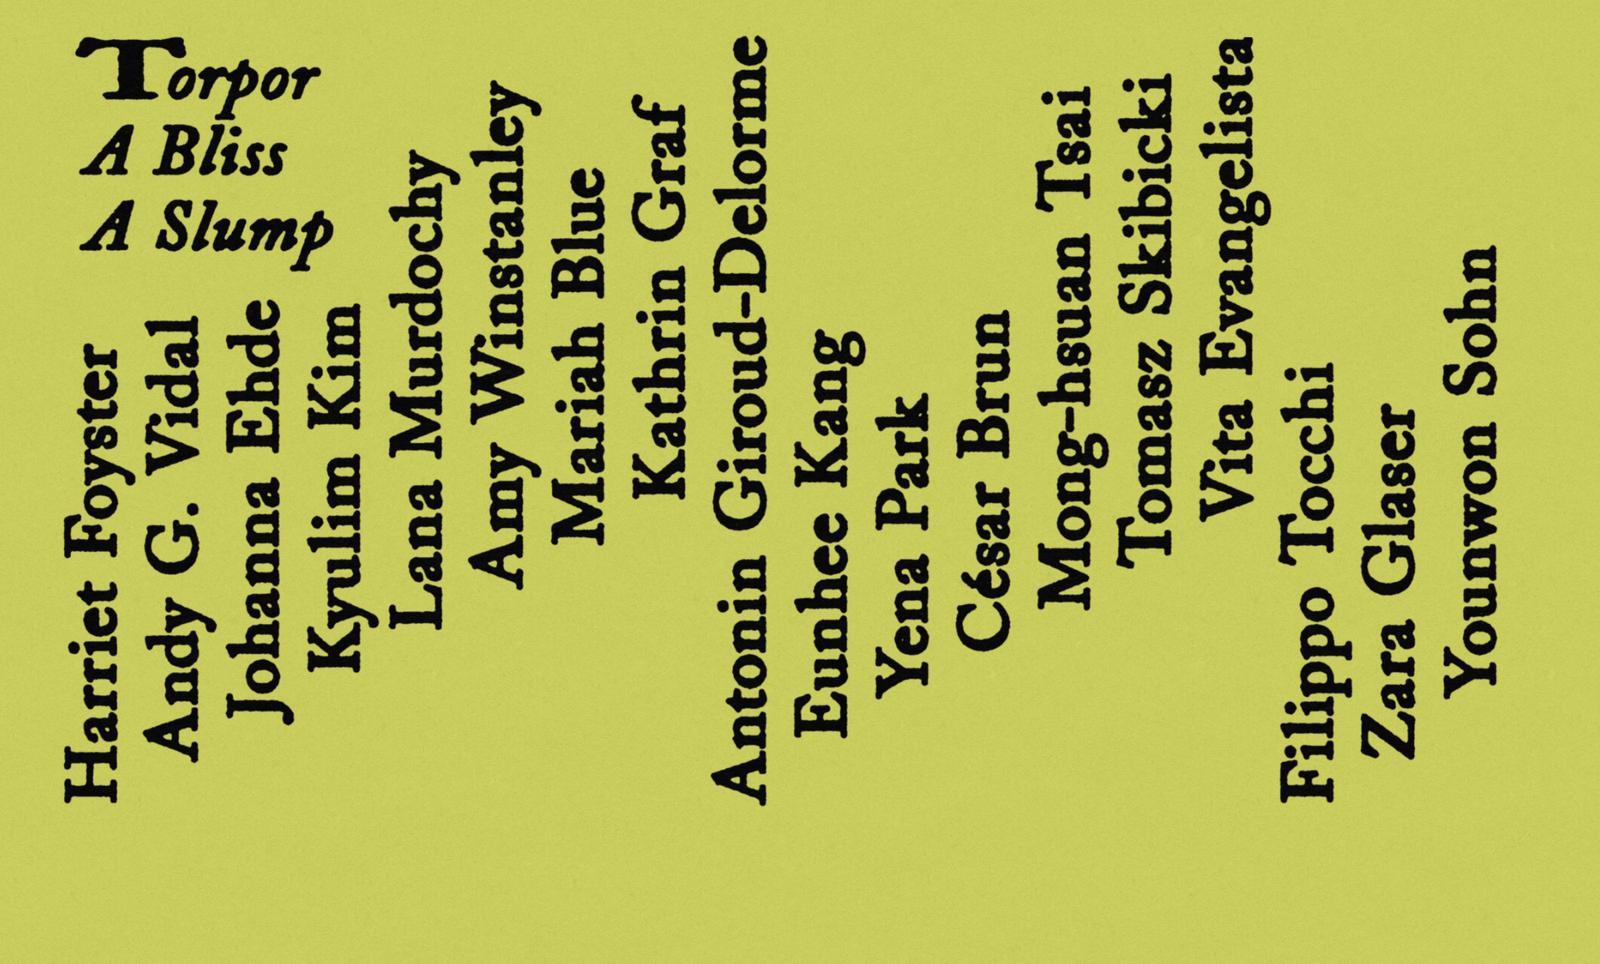 Torpor
A Bliss
A Slump
Harriet Foyster
Andy G. Vidal
Johanna Ehde
Kyulim Kim
Lana Murdochy
Amy Winstanley
Mariah Blue
Kathrin Graf
Antonin Giroud-Delorme
Eunhee Kang
Yena Park
César Brun
Mong-hsuan Tsai
Tomasz Skibicki
Vita Evangelista
Filippo Tocchi
Zara Glaser
Younwon Sohn